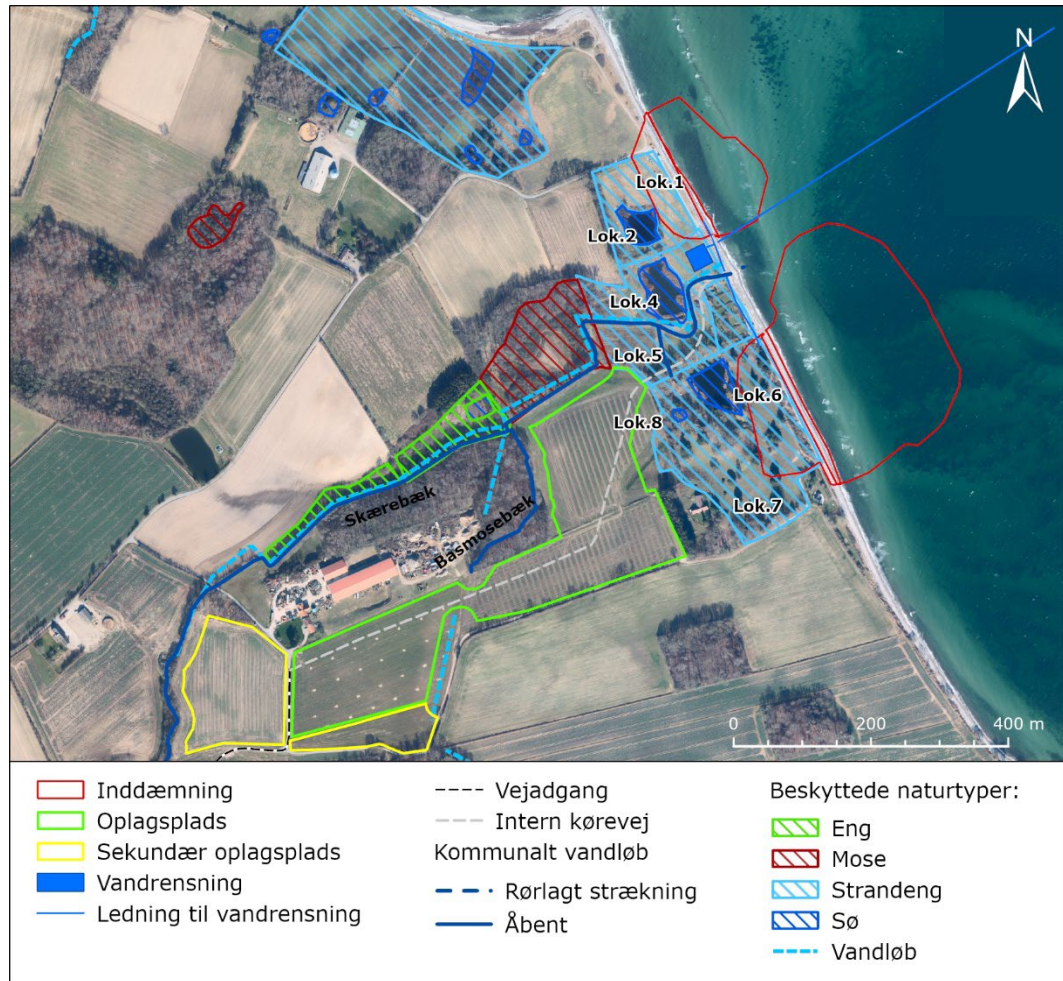 N
Lok.1
Lok.2
Lok.4
Lok.5
Lok.6
Lok.8
Lok.7
Skærebæk
Basmosebæk
0 200 400 m
Inddæmning
Oplagsplads
Sekundær oplagsplads
Vandrensning
Ledning til vandrensning
Vejadgang
Intern kørevej
Kommunalt vandløb
Rørlagt strækning
Åbent
Beskyttede naturtyper:
Eng
Mose
Strandeng
Sø
Vandløb